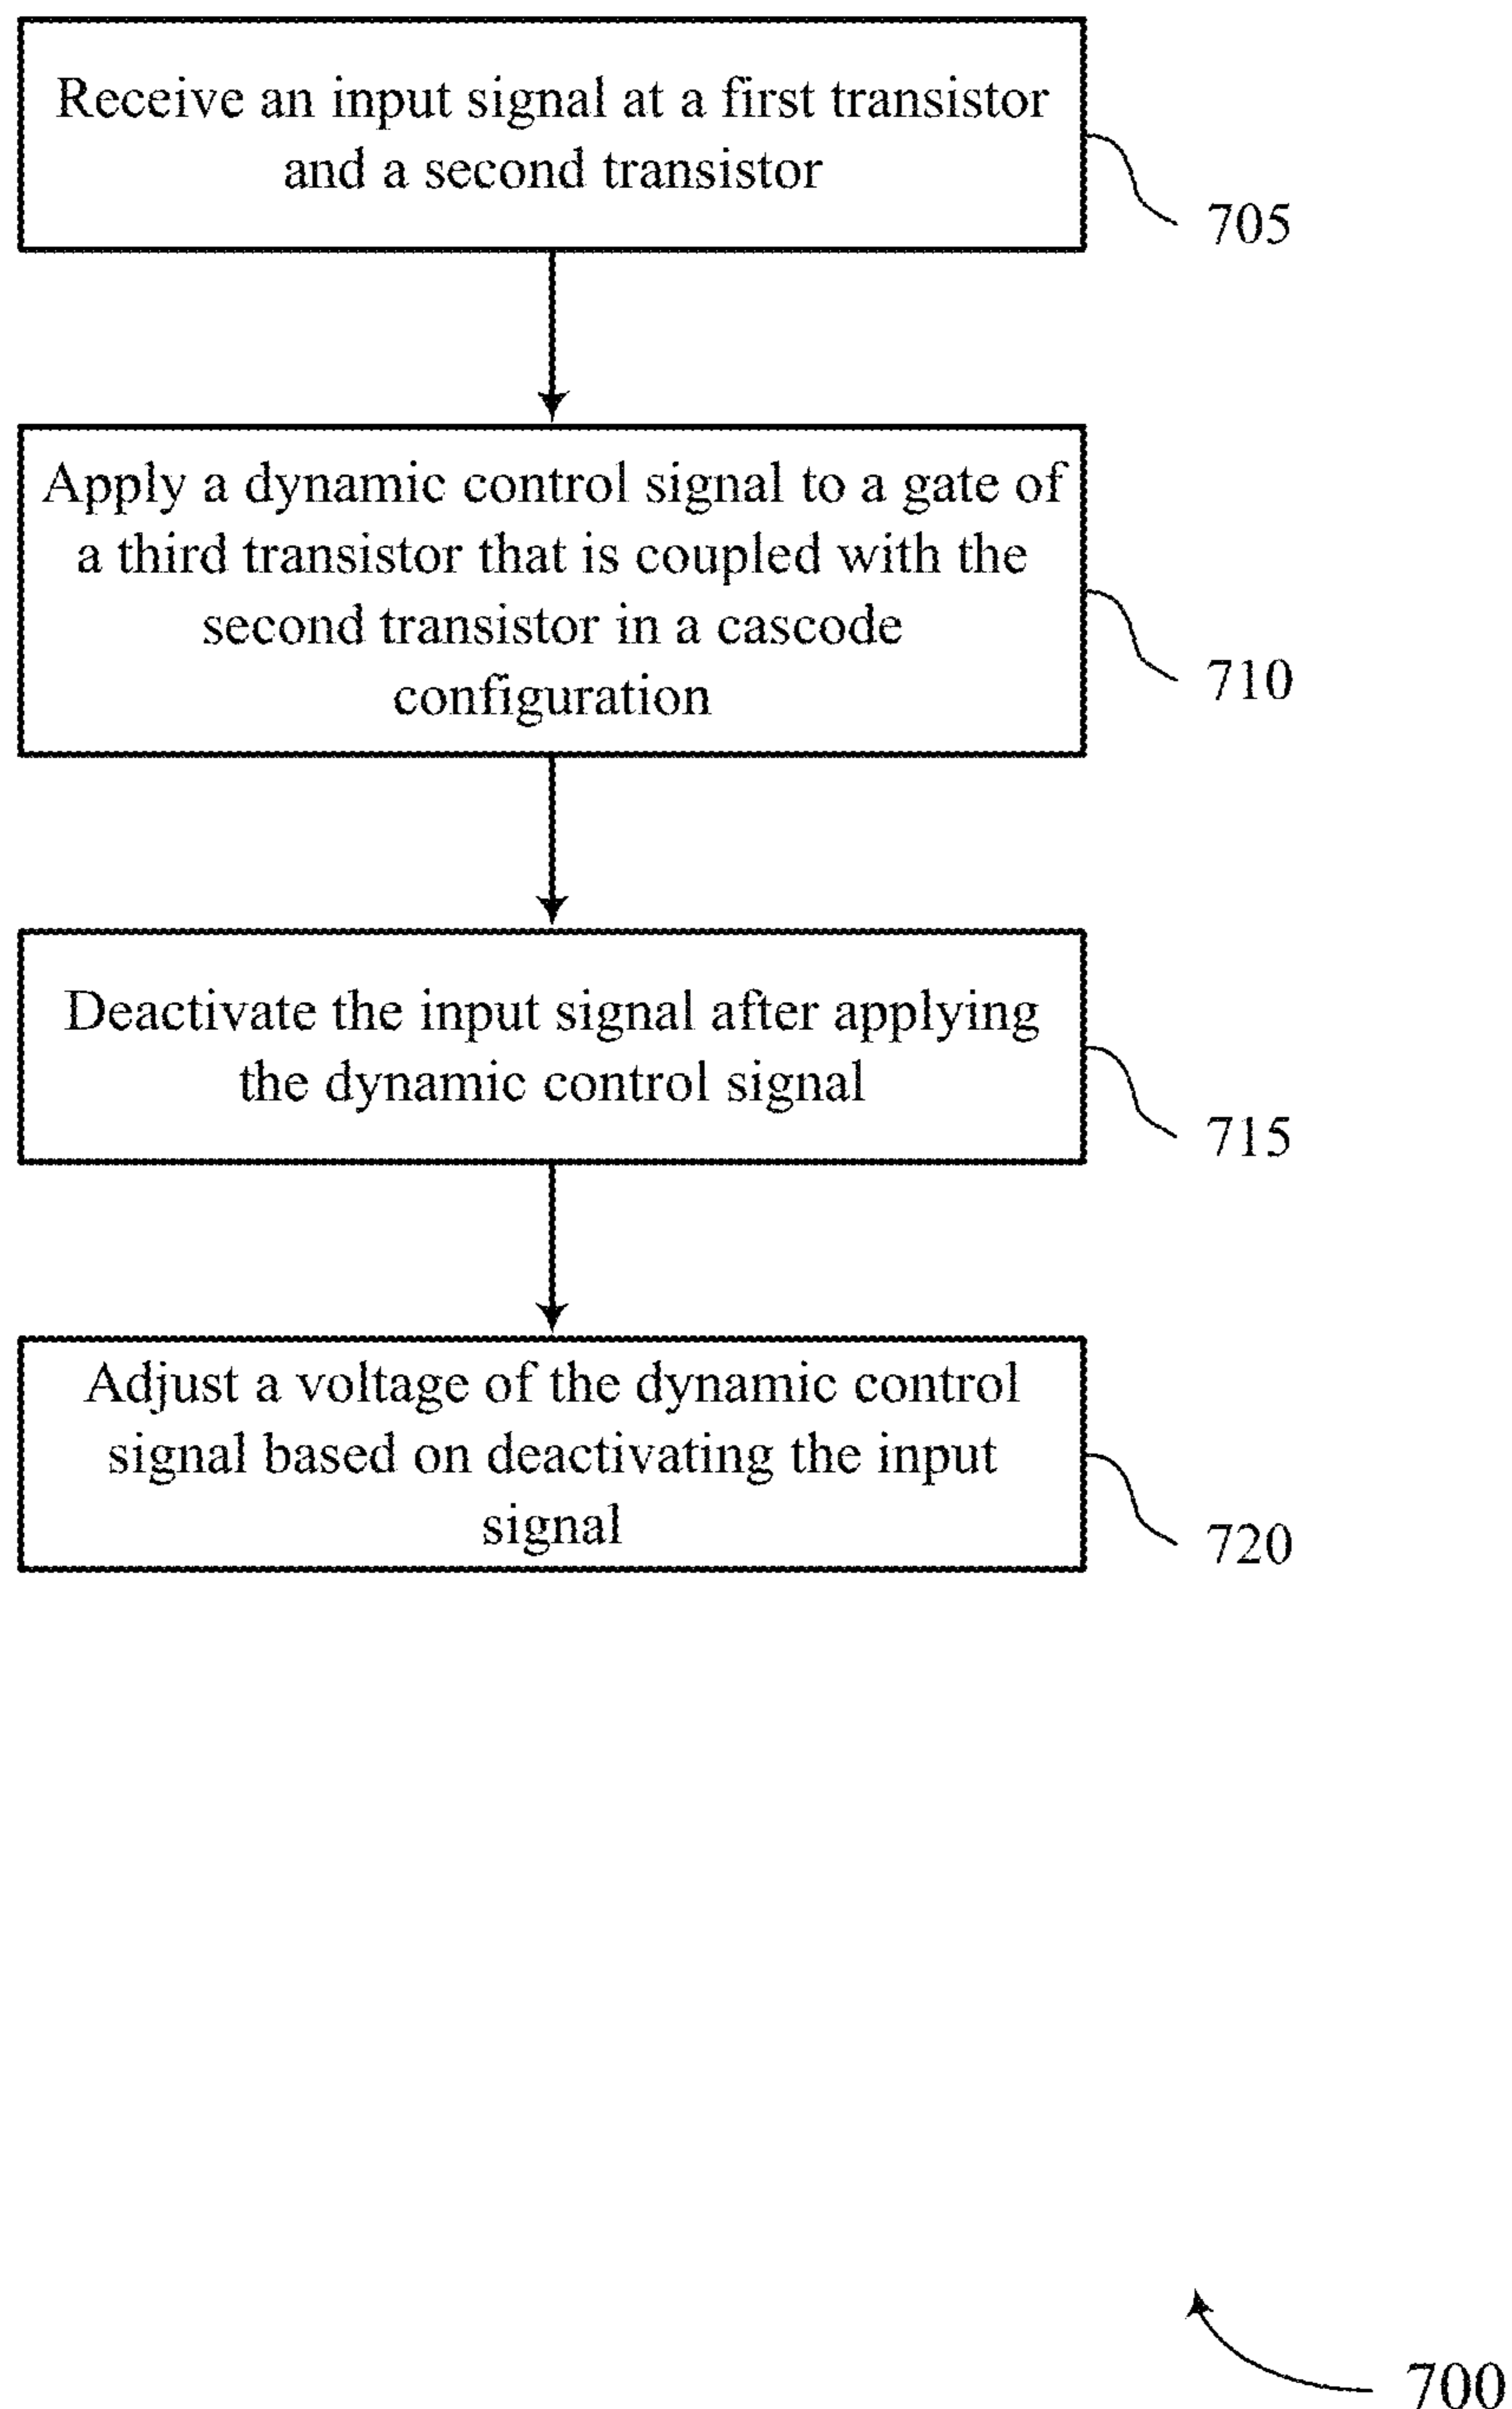 Receive an input signal at a first transistor
and a second transistor
705
Apply a dynamic control signal to a gate of
a third transistor that is coupled with the
second transistor in a cascode
configuration
710
Deactivate the input signal after applying
the dynamic control signal
715
Adjust a voltage of the dynamic control
signal based on deactivating the input
signal
720
700